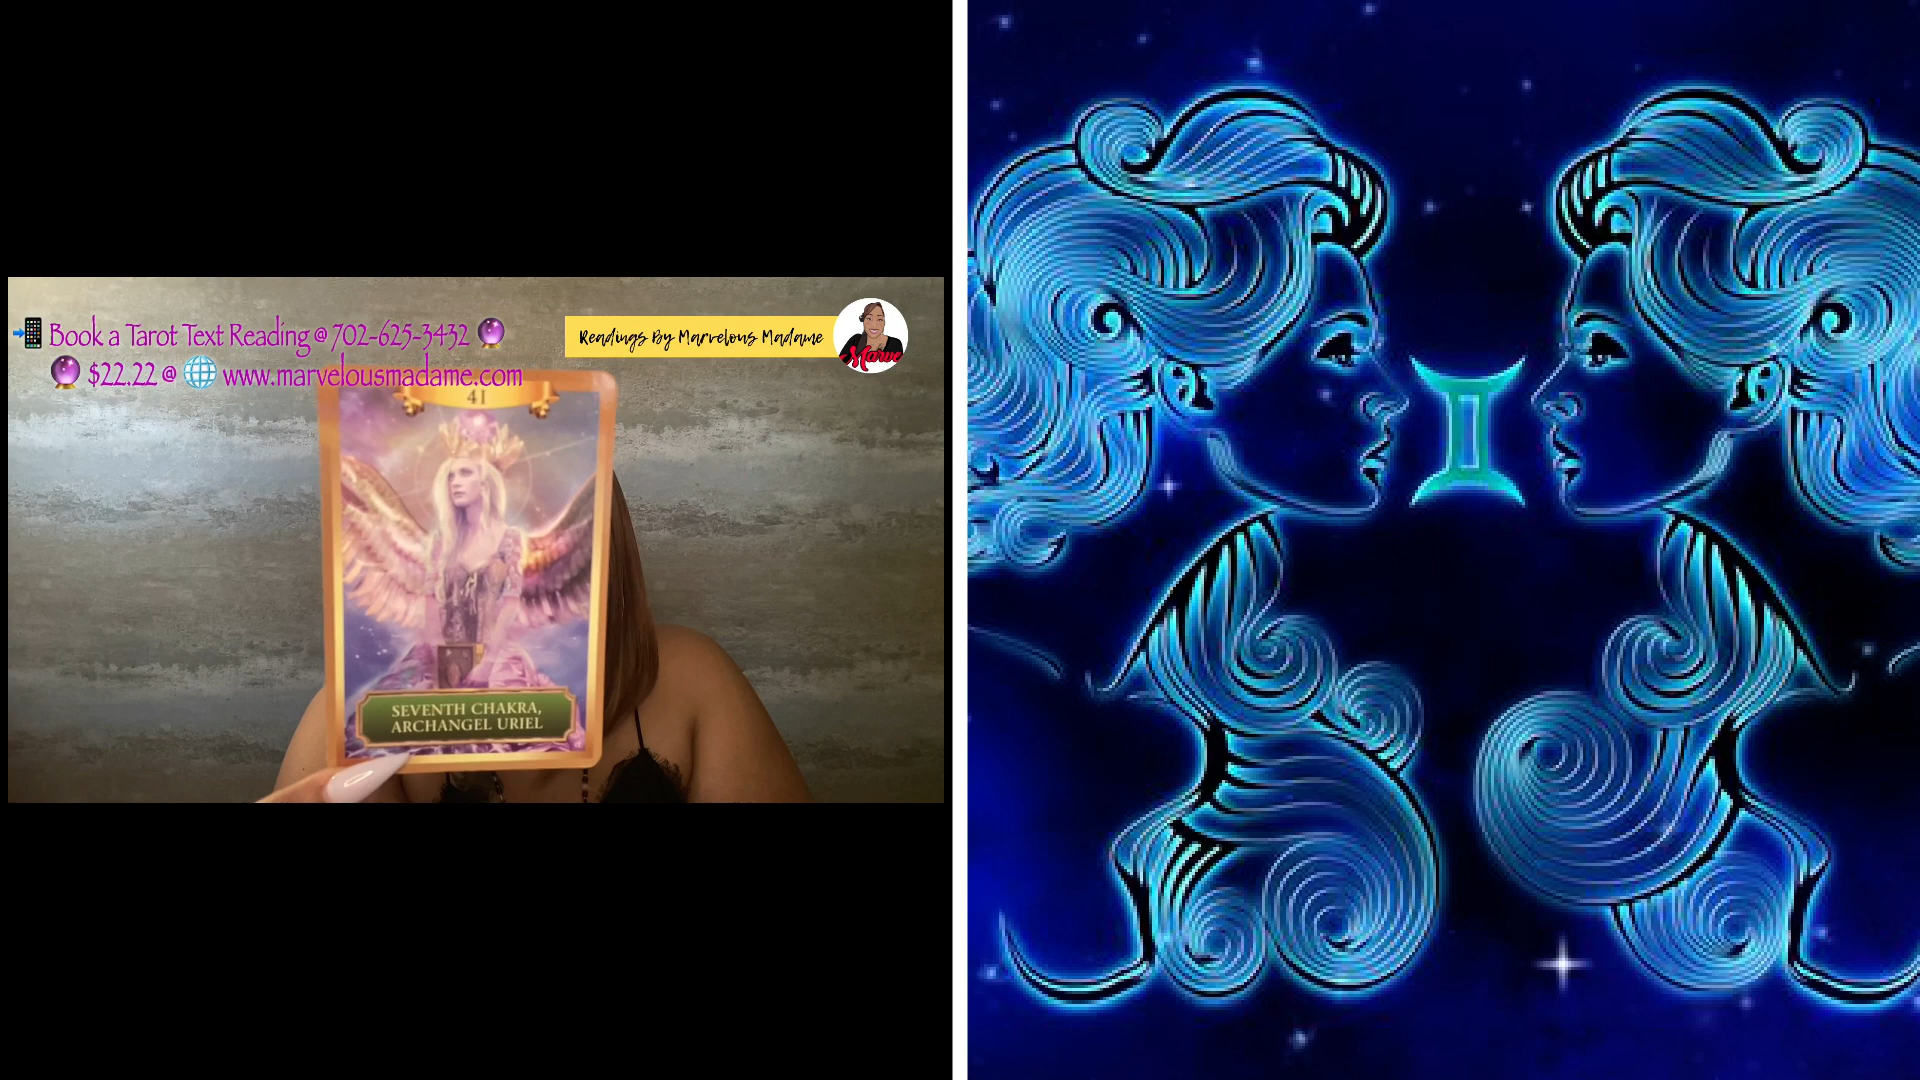 Book a Tarot Text Reading @ 702-625-3432
$22.22 @ www.marvelousmadame.com
Readings By Marvelous Madame
Marve
41
SEVENTH CHAKRA,
ARCHANGEL URIEL